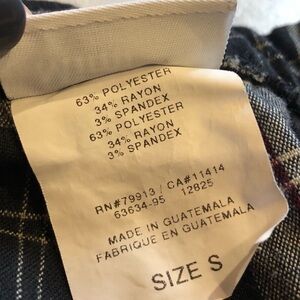 63% POLYESTER
34% RAYON
3% SPANDEX
63% POLYESTER
34% RAYON
3% SPANDEX
RN#79913 / CA#11414
63634-95 12825
MADE IN GUATEMALA
FABRIQUE EN GUATEMALA
SIZE S